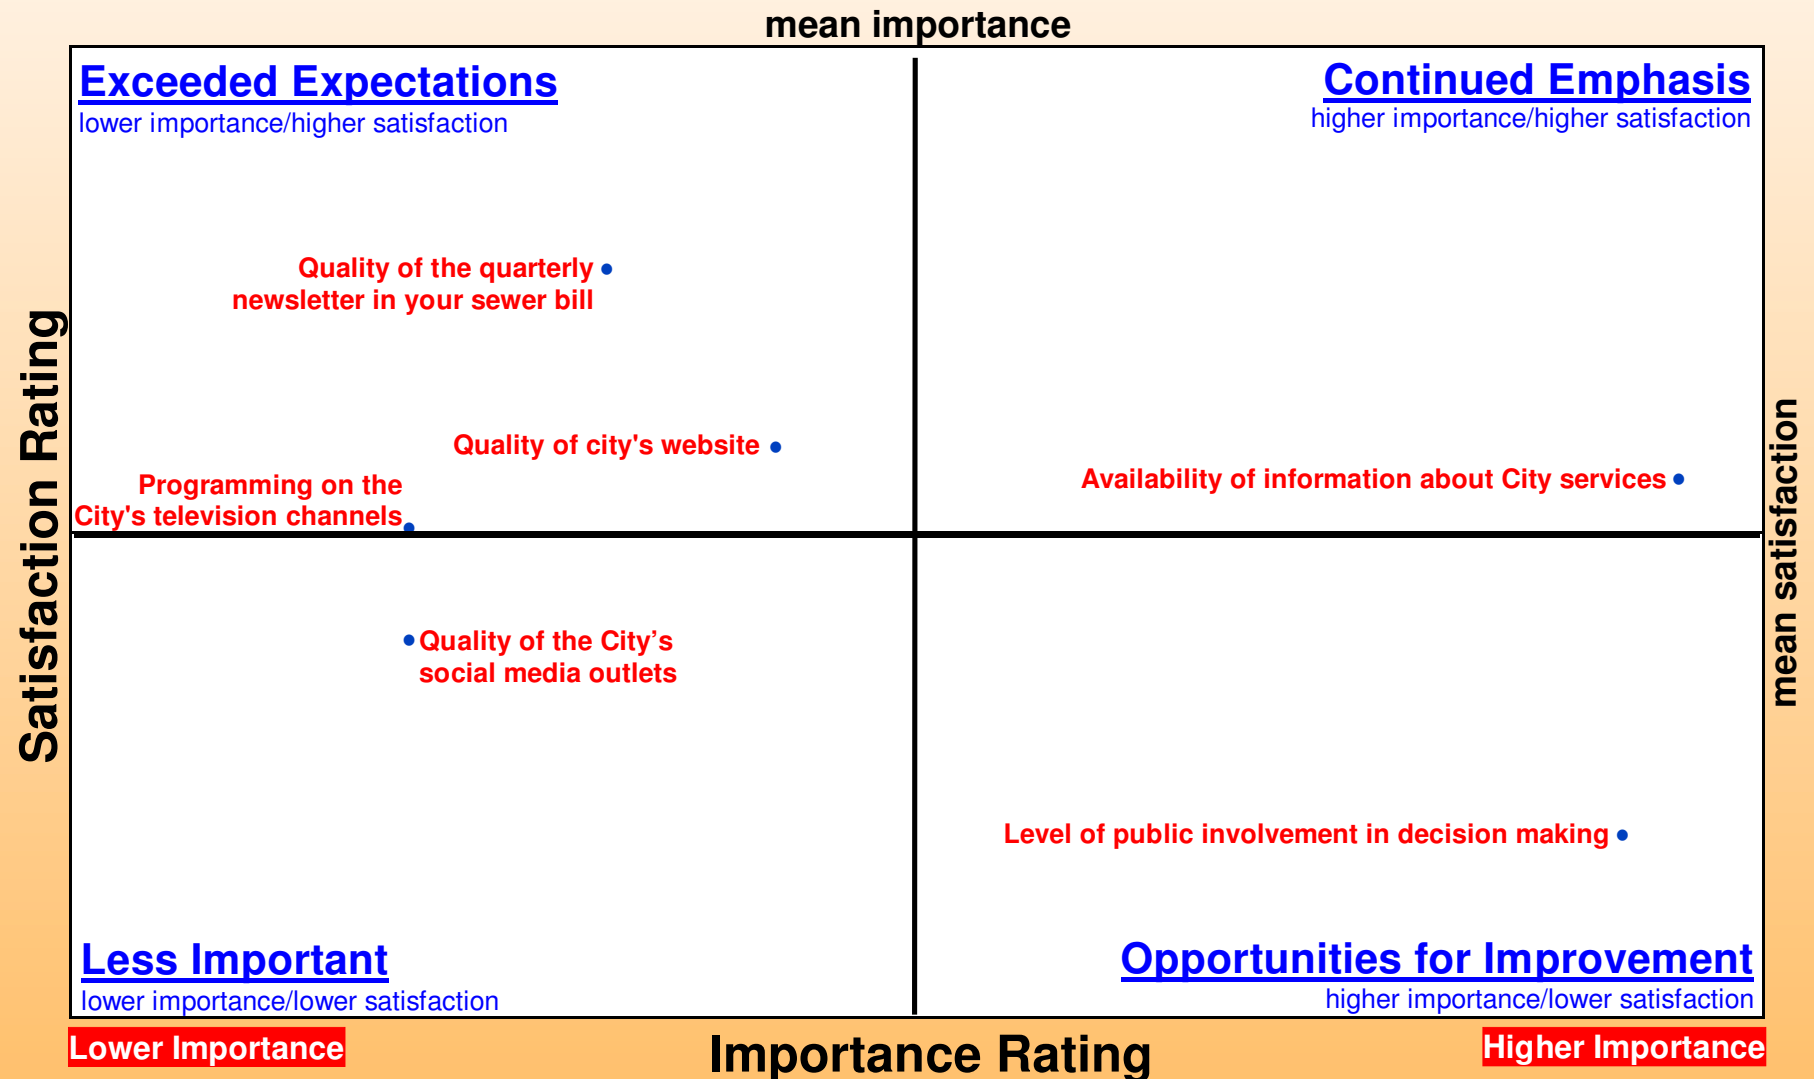 mean importance
Exceeded Expectations
lower importance/higher satisfaction
Continued Emphasis
higher importance/higher satisfaction
Quality of the quarterly
newsletter in your sewer bill
Quality of city's website
Programming on the
City's television channels
Availability of information about City services
Satisfaction Rating
mean satisfaction
Quality of the City’s
social media outlets
Level of public involvement in decision making
Less Important
lower importance/lower satisfaction
Opportunities for Improvement
higher importance/lower satisfaction
Lower Importance
Importance Rating
Higher Importance